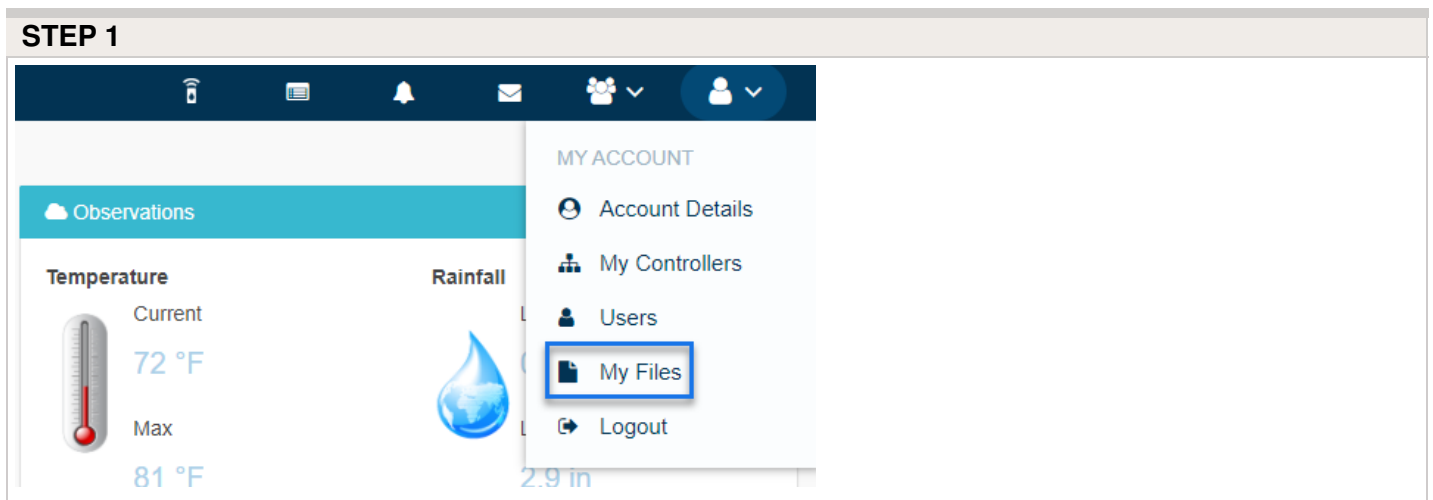 STEP 1
MY ACCOUNT
Observations
Account Details
Temperature
Rainfall
My Controllers
Current
Users
72 °F
My Files
Max
Logout
81 °F
2.9 in